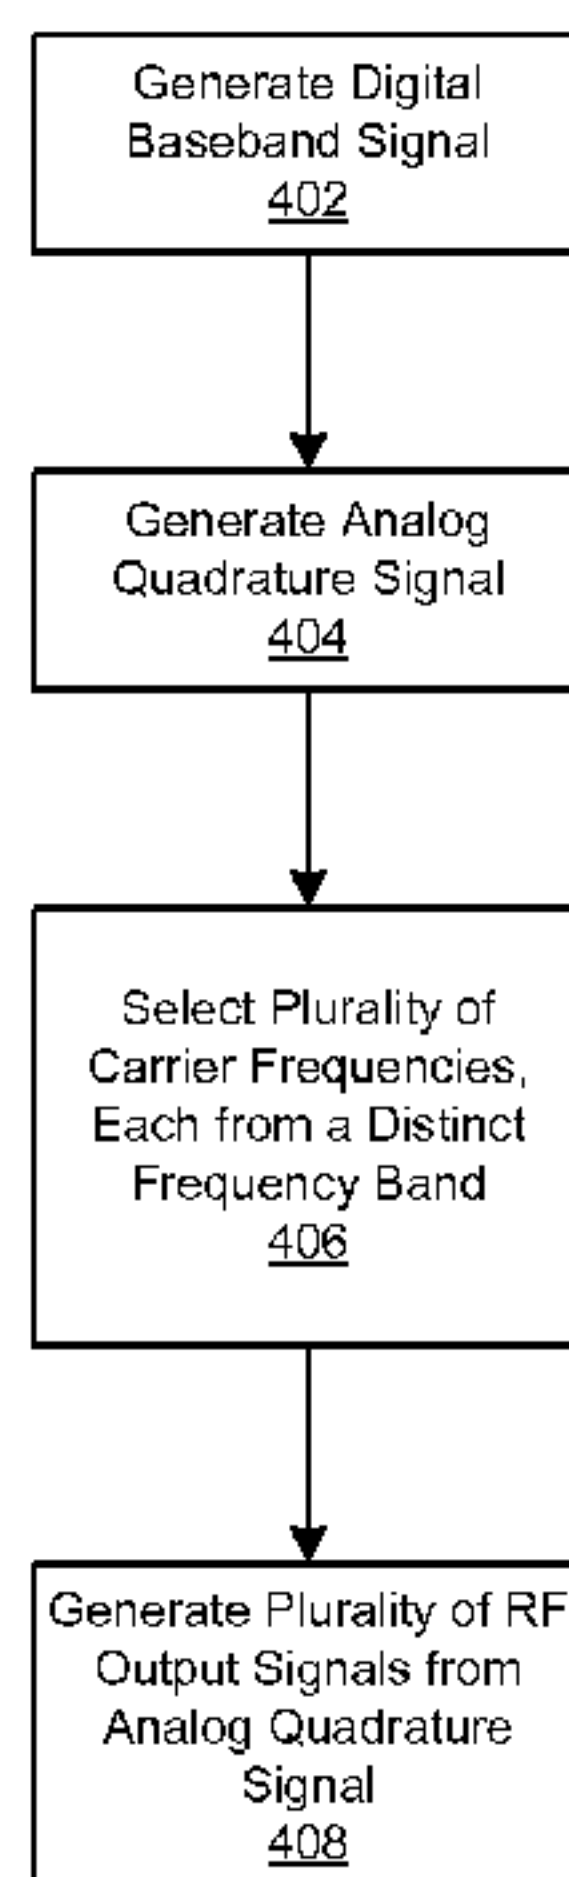 Generate Digital
Baseband Signal
402
Generate Analog
Quadrature Signal
404
Select Plurality of
Carrier Frequencies,
Each from a Distinct
Frequency Band
406
Generate Plurality of RF
Output Signals from
Analog Quadrature
Signal
408